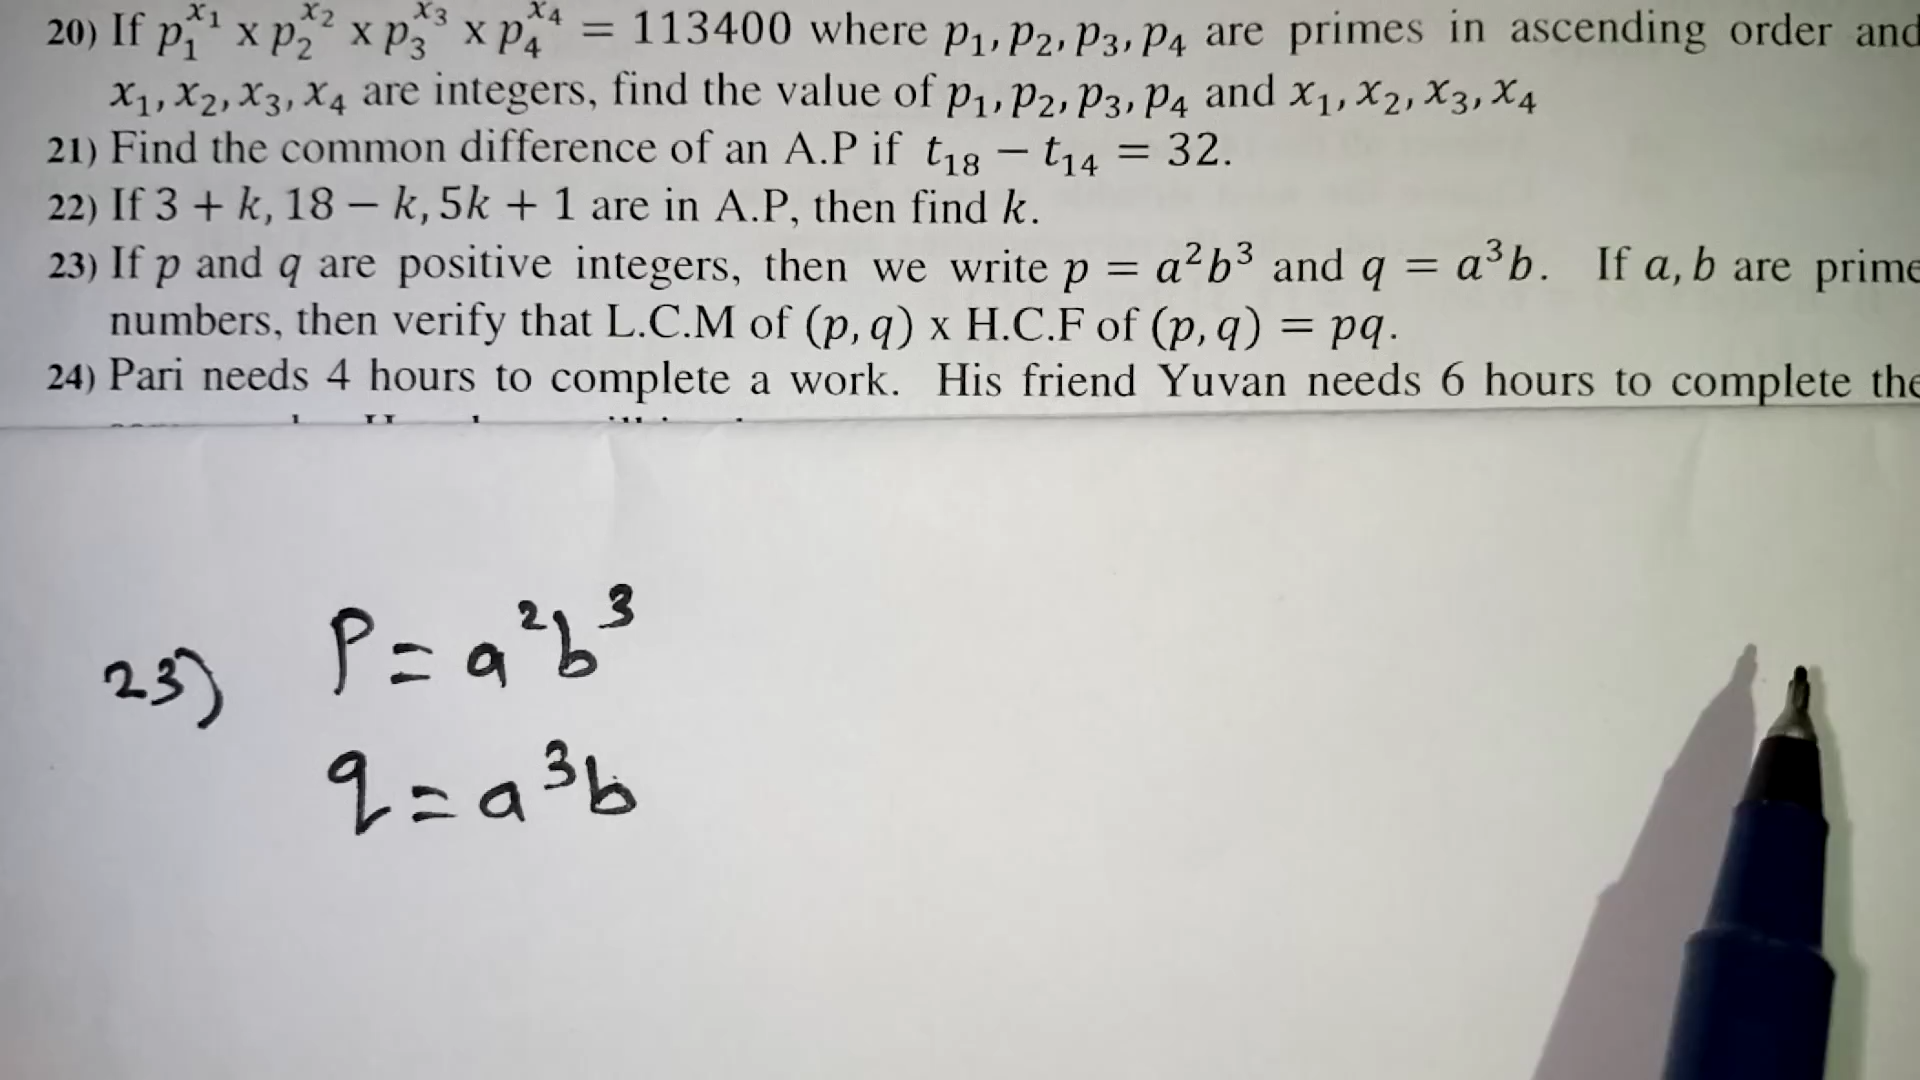 20) If p₁^x₁ x p₂^x₂ x p₃^x₃ x p₄^x₄ = 113400 where p₁, p₂, p₃, p₄ are primes in ascending order and
x₁, x₂, x₃, x₄ are integers, find the value of p₁, p₂, p₃, p₄ and x₁, x₂, x₃, x₄
21) Find the common difference of an A.P if t₁₈ − t₁₄ = 32.
22) If 3 + k, 18 − k, 5k + 1 are in A.P, then find k.
23) If p and q are positive integers, then we write p = a²b³ and q = a³b. If a, b are prime
numbers, then verify that L.C.M of (p, q) x H.C.F of (p, q) = pq.
24) Pari needs 4 hours to complete a work. His friend Yuvan needs 6 hours to complete the
23) P = a²b³
q = a³b